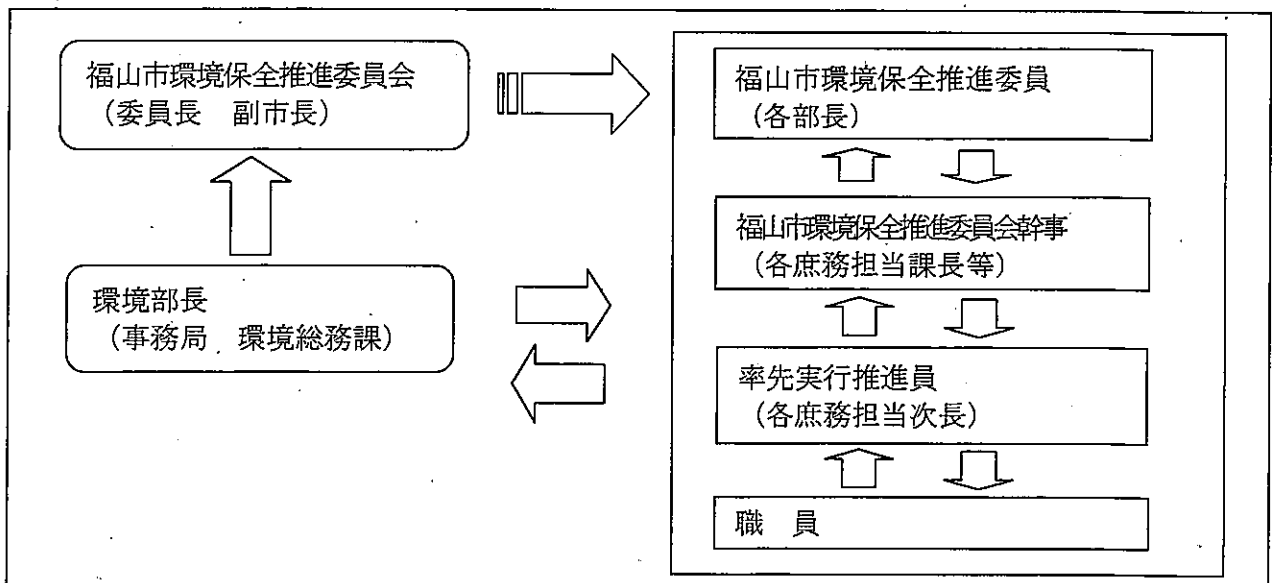 福山市環境保全推進委員会
（委員長　副市長）
環境部長
（事務局　環境総務課）
福山市環境保全推進委員
（各部長）
福山市環境保全推進委員会幹事
（各庶務担当課長等）
率先実行推進員
（各庶務担当次長）
職　員